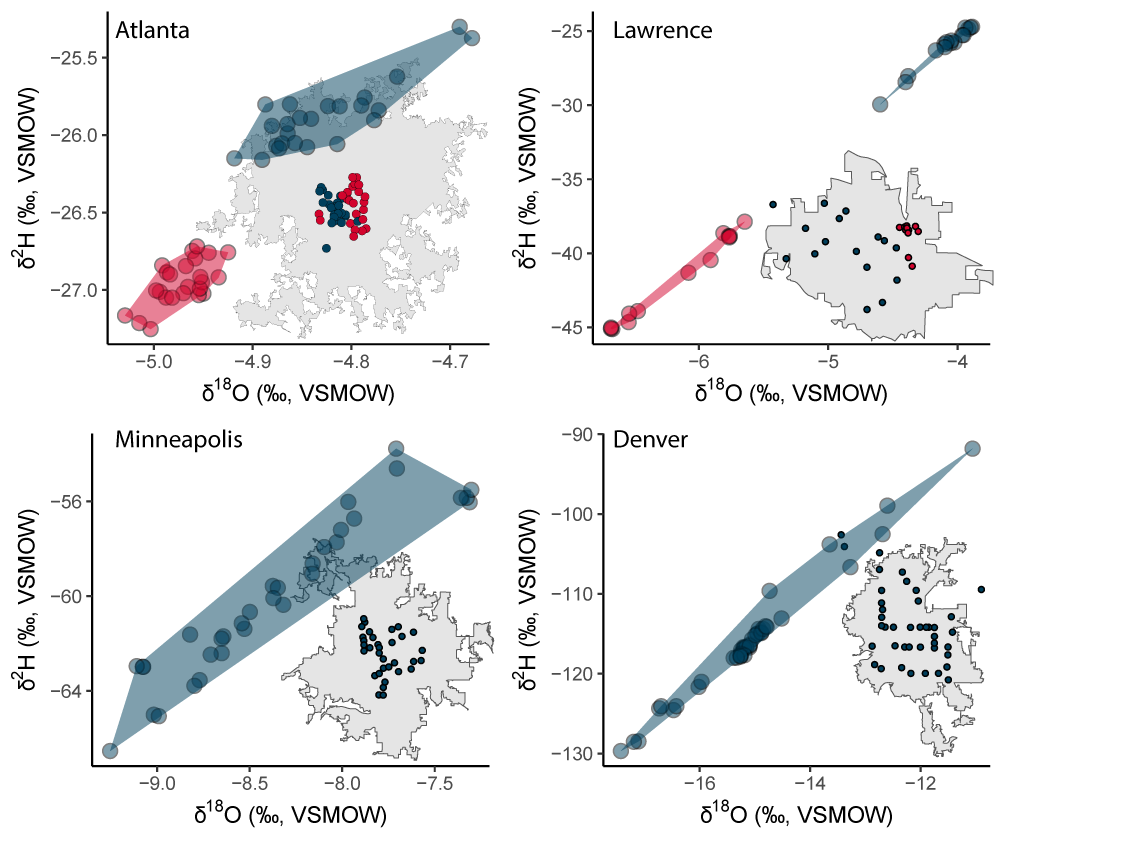 Atlanta
−25.5
−26.0
−26.5
−27.0
δ²H (‰, VSMOW)
−5.0 −4.9 −4.8 −4.7
δ¹⁸O (‰, VSMOW)
Lawrence
−25
−30
−35
−40
−45
δ²H (‰, VSMOW)
−6 −5 −4
δ¹⁸O (‰, VSMOW)
Minneapolis
−56
−60
−64
δ²H (‰, VSMOW)
−9.0 −8.5 −8.0 −7.5
δ¹⁸O (‰, VSMOW)
Denver
−90
−100
−110
−120
−130
δ²H (‰, VSMOW)
−16 −14 −12
δ¹⁸O (‰, VSMOW)